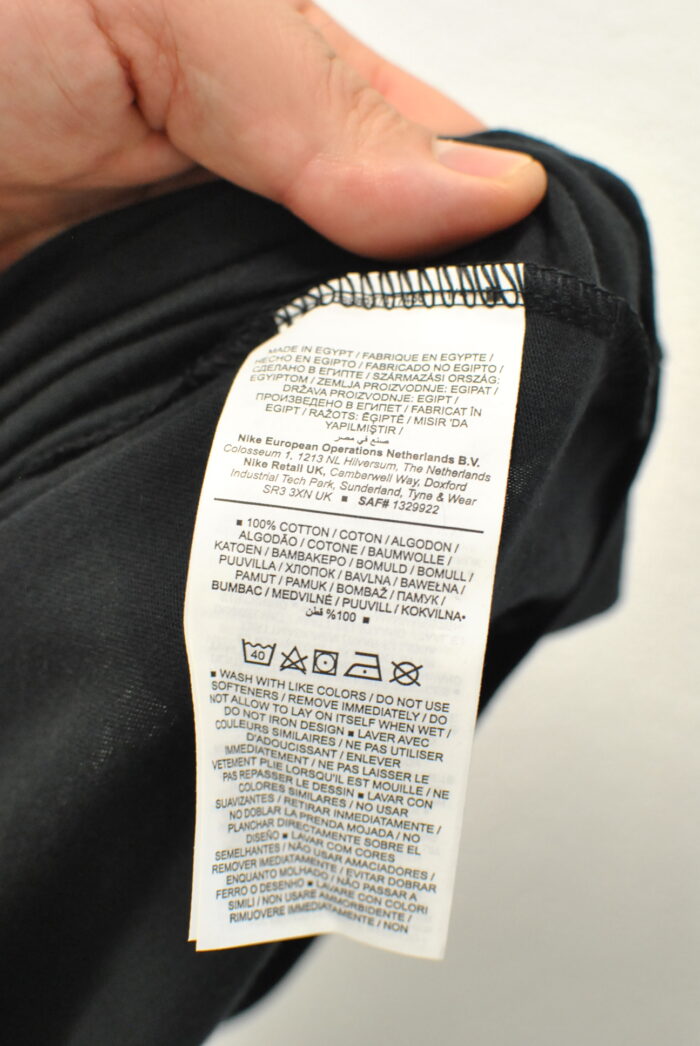 MADE IN EGYPT / FABRIQUE EN EGYPTE /
HECHO EN EGIPTO / FABRICADO NO EGIPTO /
СДЕЛАНО В ЕГИПТЕ / SZÁRMAZÁSI ORSZÁG:
EGYIPTOM / ZEMLJA PROIZVODNJE: EGIPAT /
DRŽAVA PROIZVODNJE: EGIPT /
ПРОИЗВЕДЕНО В ЕГИПЕТ / FABRICAT ÎN
EGIPT / RAŽOTS: ĒĢIPTĒ / MISIR 'DA
YAPILMIŞTIR /
صنع في مصر
Nike European Operations Netherlands B.V.
Colosseum 1, 1213 NL Hilversum, The Netherlands
Nike Retail UK, Camberwell Way, Doxford
Industrial Tech Park, Sunderland, Tyne & Wear
SR3 3XN UK ■ SAF# 1329922
■ 100% COTTON / COTON / ALGODON /
ALGODÃO / COTONE / BAUMWOLLE /
KATOEN / BAMBAKEPO / BOMULD / BOMULL /
PUUVILLA / ХЛОПОК / BAVLNA / BAWEŁNA /
PAMUT / PAMUK / BOMBAŽ / ПАМУК /
BUMBAC / MEDVILNĖ / PUUVILL / KOKVILNA•
%100 قطن ■
40
■ WASH WITH LIKE COLORS / DO NOT USE
SOFTENERS / REMOVE IMMEDIATELY / DO
NOT ALLOW TO LAY ON ITSELF WHEN WET /
DO NOT IRON DESIGN ■ LAVER AVEC
COULEURS SIMILAIRES / NE PAS UTILISER
D'ADOUCISSANT / ENLEVER
IMMEDIATEMENT / NE PAS LAISSER LE
VETEMENT PLIE LORSQU'IL EST MOUILLE / NE
PAS REPASSER LE DESSIN ■ LAVAR CON
COLORES SIMILARES / NO USAR
SUAVIZANTES / RETIRAR INMEDIATAMENTE /
NO DOBLAR LA PRENDA MOJADA / NO
PLANCHAR DIRECTAMENTE SOBRE EL
DISEÑO ■ LAVAR COM CORES
SEMELHANTES / NÃO USAR AMACIADORES /
REMOVER IMEDIATAMENTE / EVITAR DOBRAR
ENQUANTO MOLHADO / NÃO PASSAR A
FERRO O DESENHO ■ LAVARE CON COLORI
SIMILI / NON USARE AMMORBIDENTE /
RIMUOVERE IMMEDIATAMENTE / NON